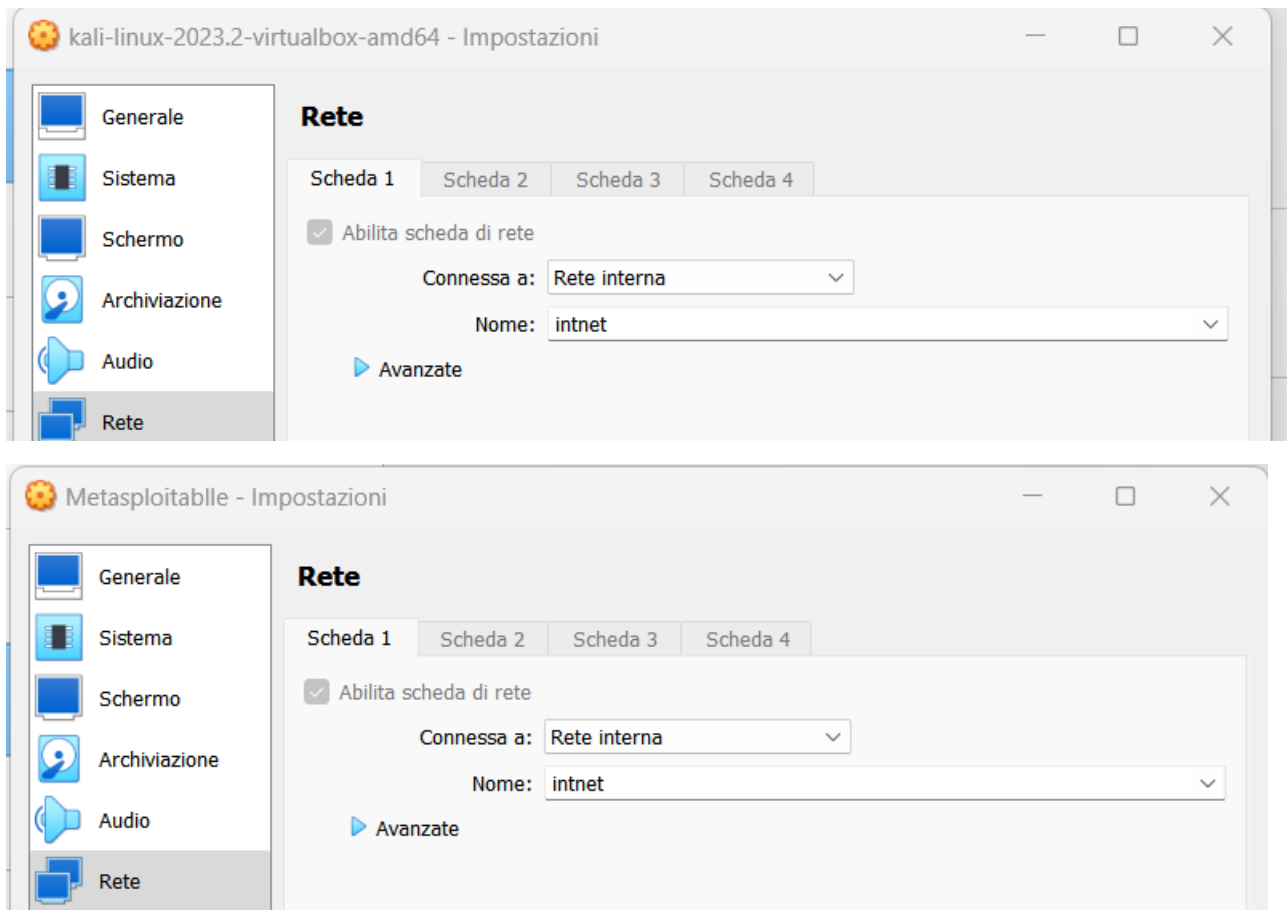 kali-linux-2023.2-virtualbox-amd64 - Impostazioni
Generale
Sistema
Schermo
Archiviazione
Audio
Rete
Rete
Scheda 1 Scheda 2 Scheda 3 Scheda 4
Abilita scheda di rete
Connessa a: Rete interna
Nome: intnet
Avanzate
Metasploitablle - Impostazioni
Generale
Sistema
Schermo
Archiviazione
Audio
Rete
Rete
Scheda 1 Scheda 2 Scheda 3 Scheda 4
Abilita scheda di rete
Connessa a: Rete interna
Nome: intnet
Avanzate